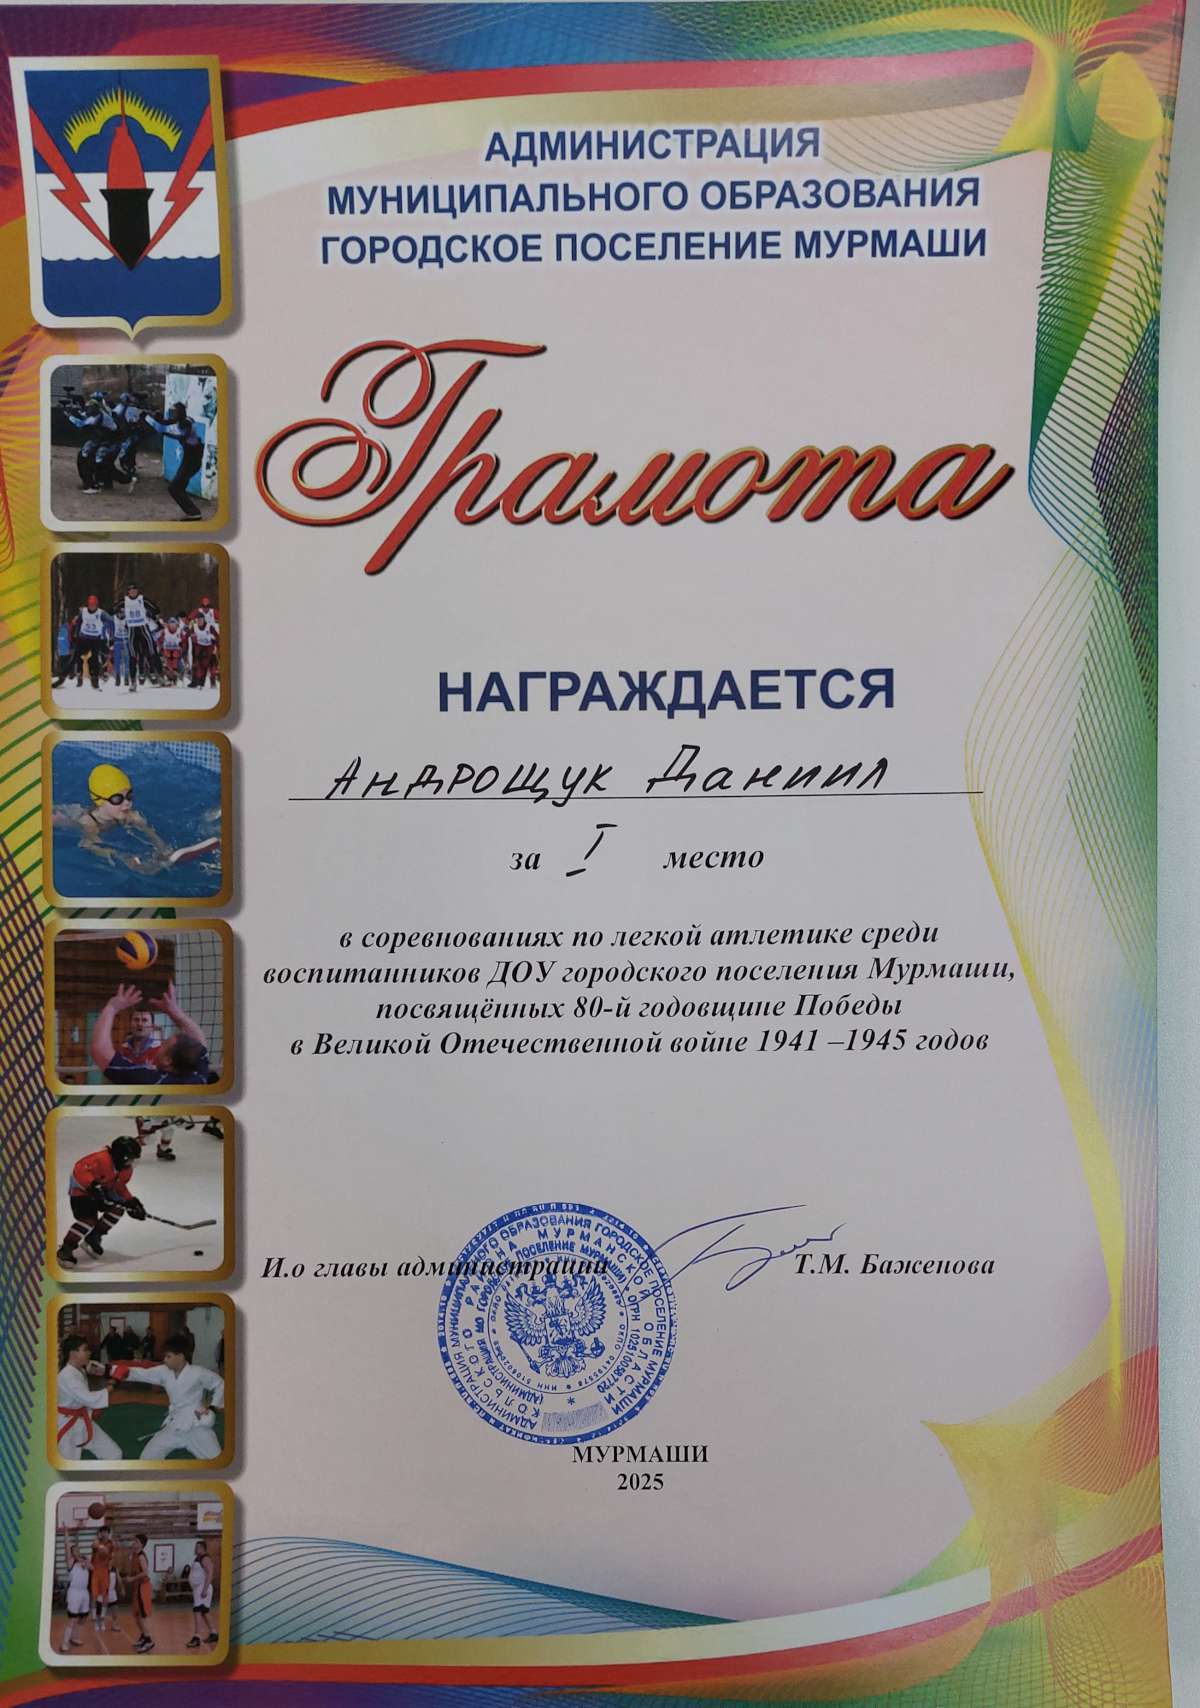 АДМИНИСТРАЦИЯ
МУНИЦИПАЛЬНОГО ОБРАЗОВАНИЯ
ГОРОДСКОЕ ПОСЕЛЕНИЕ МУРМАШИ
Грамота
НАГРАЖДАЕТСЯ
Андрощук Даниил
за I место
в соревнованиях по легкой атлетике среди
воспитанников ДОУ городского поселения Мурмаши,
посвящённых 80-й годовщине Победы
в Великой Отечественной войне 1941 –1945 годов
И.о главы администрации Т.М. Баженова
МУРМАШИ
2025